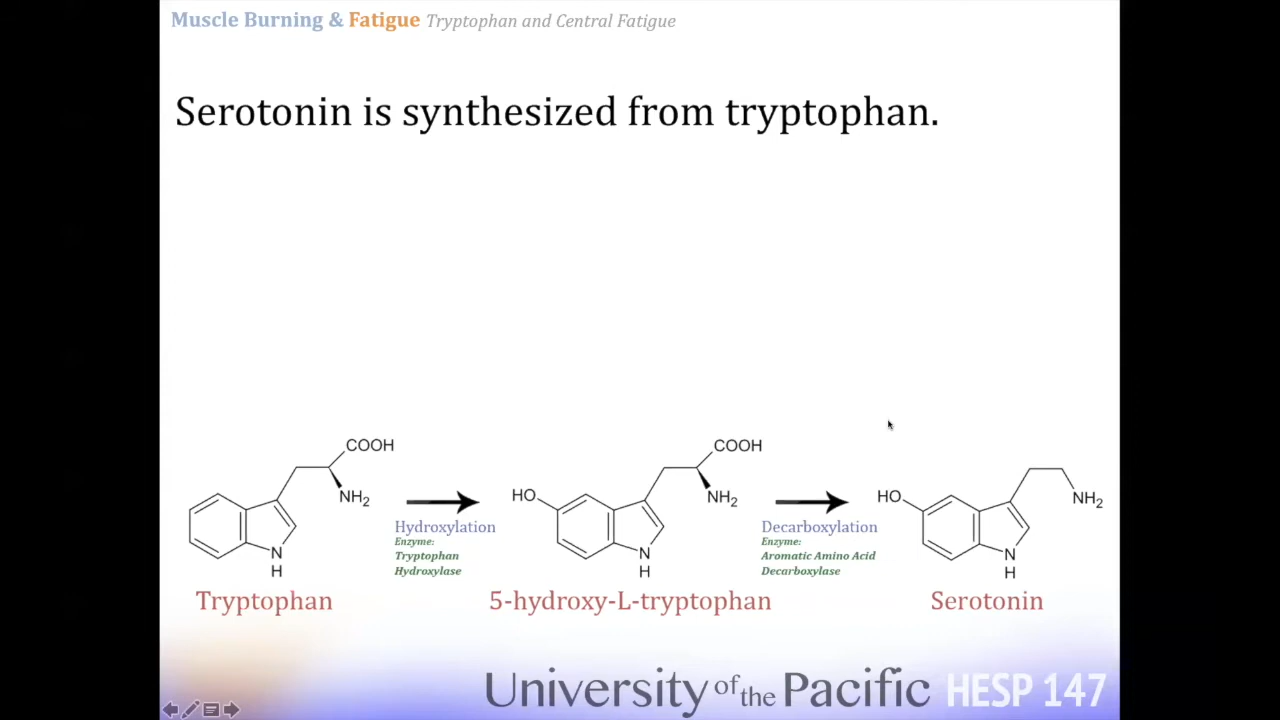 Muscle Burning & Fatigue Tryptophan and Central Fatigue
Serotonin is synthesized from tryptophan.
COOH
NH2
N
H
Tryptophan
Hydroxylation
Enzyme:
Tryptophan
Hydroxylase
HO
COOH
NH2
N
H
5-hydroxy-L-tryptophan
Decarboxylation
Enzyme:
Aromatic Amino Acid
Decarboxylase
HO
NH2
N
H
Serotonin
University of the Pacific HESP 147